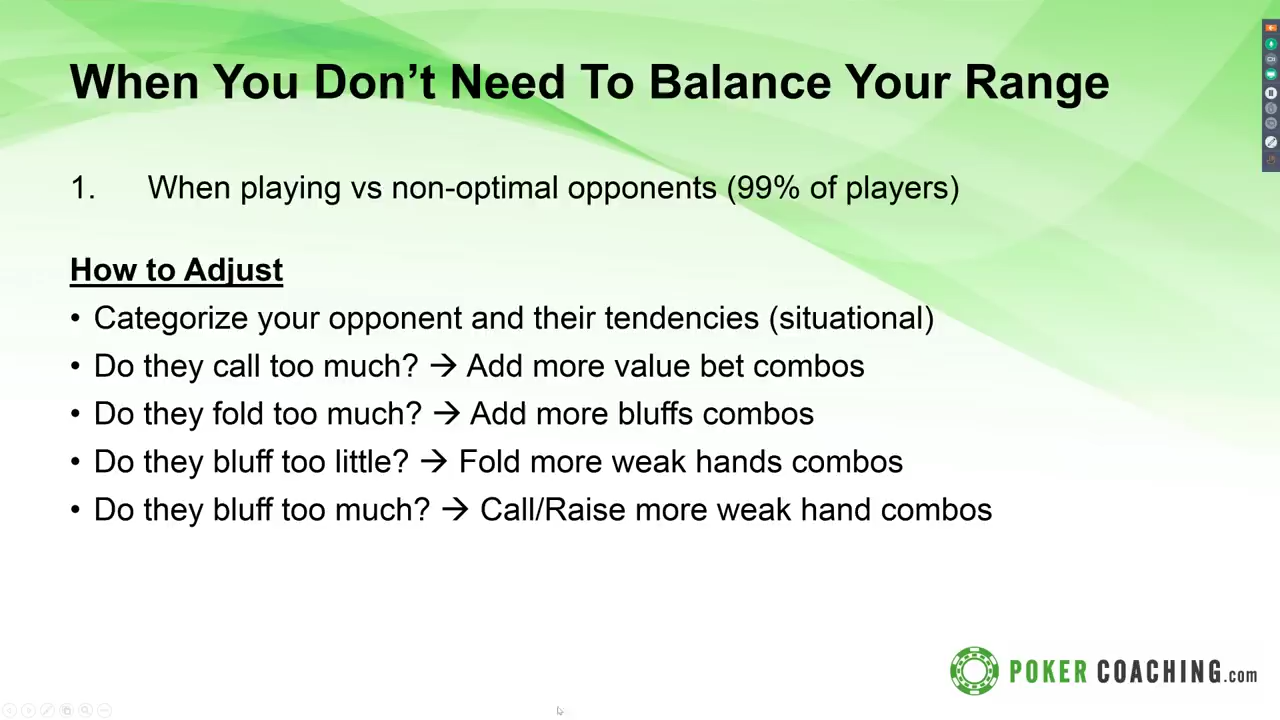 When You Don't Need To Balance Your Range
1. When playing vs non-optimal opponents (99% of players)
How to Adjust
• Categorize your opponent and their tendencies (situational)
• Do they call too much? → Add more value bet combos
• Do they fold too much? → Add more bluffs combos
• Do they bluff too little? → Fold more weak hands combos
• Do they bluff too much? → Call/Raise more weak hand combos
POKER COACHING.com